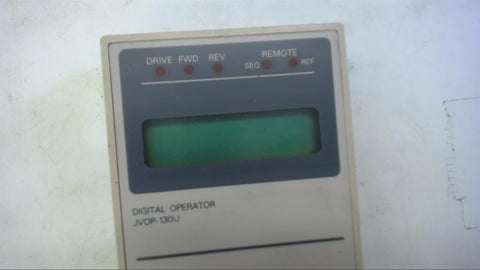 DRIVE FWD REV REMOTE
SEQ REF
DIGITAL OPERATOR
JVOP-130U